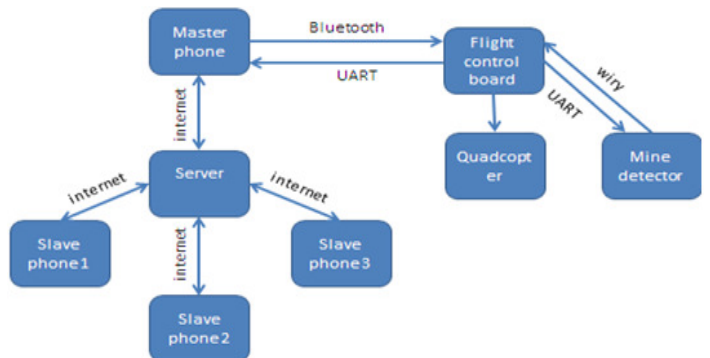 Master
phone
Bluetooth
UART
Flight
control
board
wiry
UART
internet
Quadcopt
er
Mine
detector
Server
internet
internet
internet
Slave
phone1
Slave
phone2
Slave
phone3